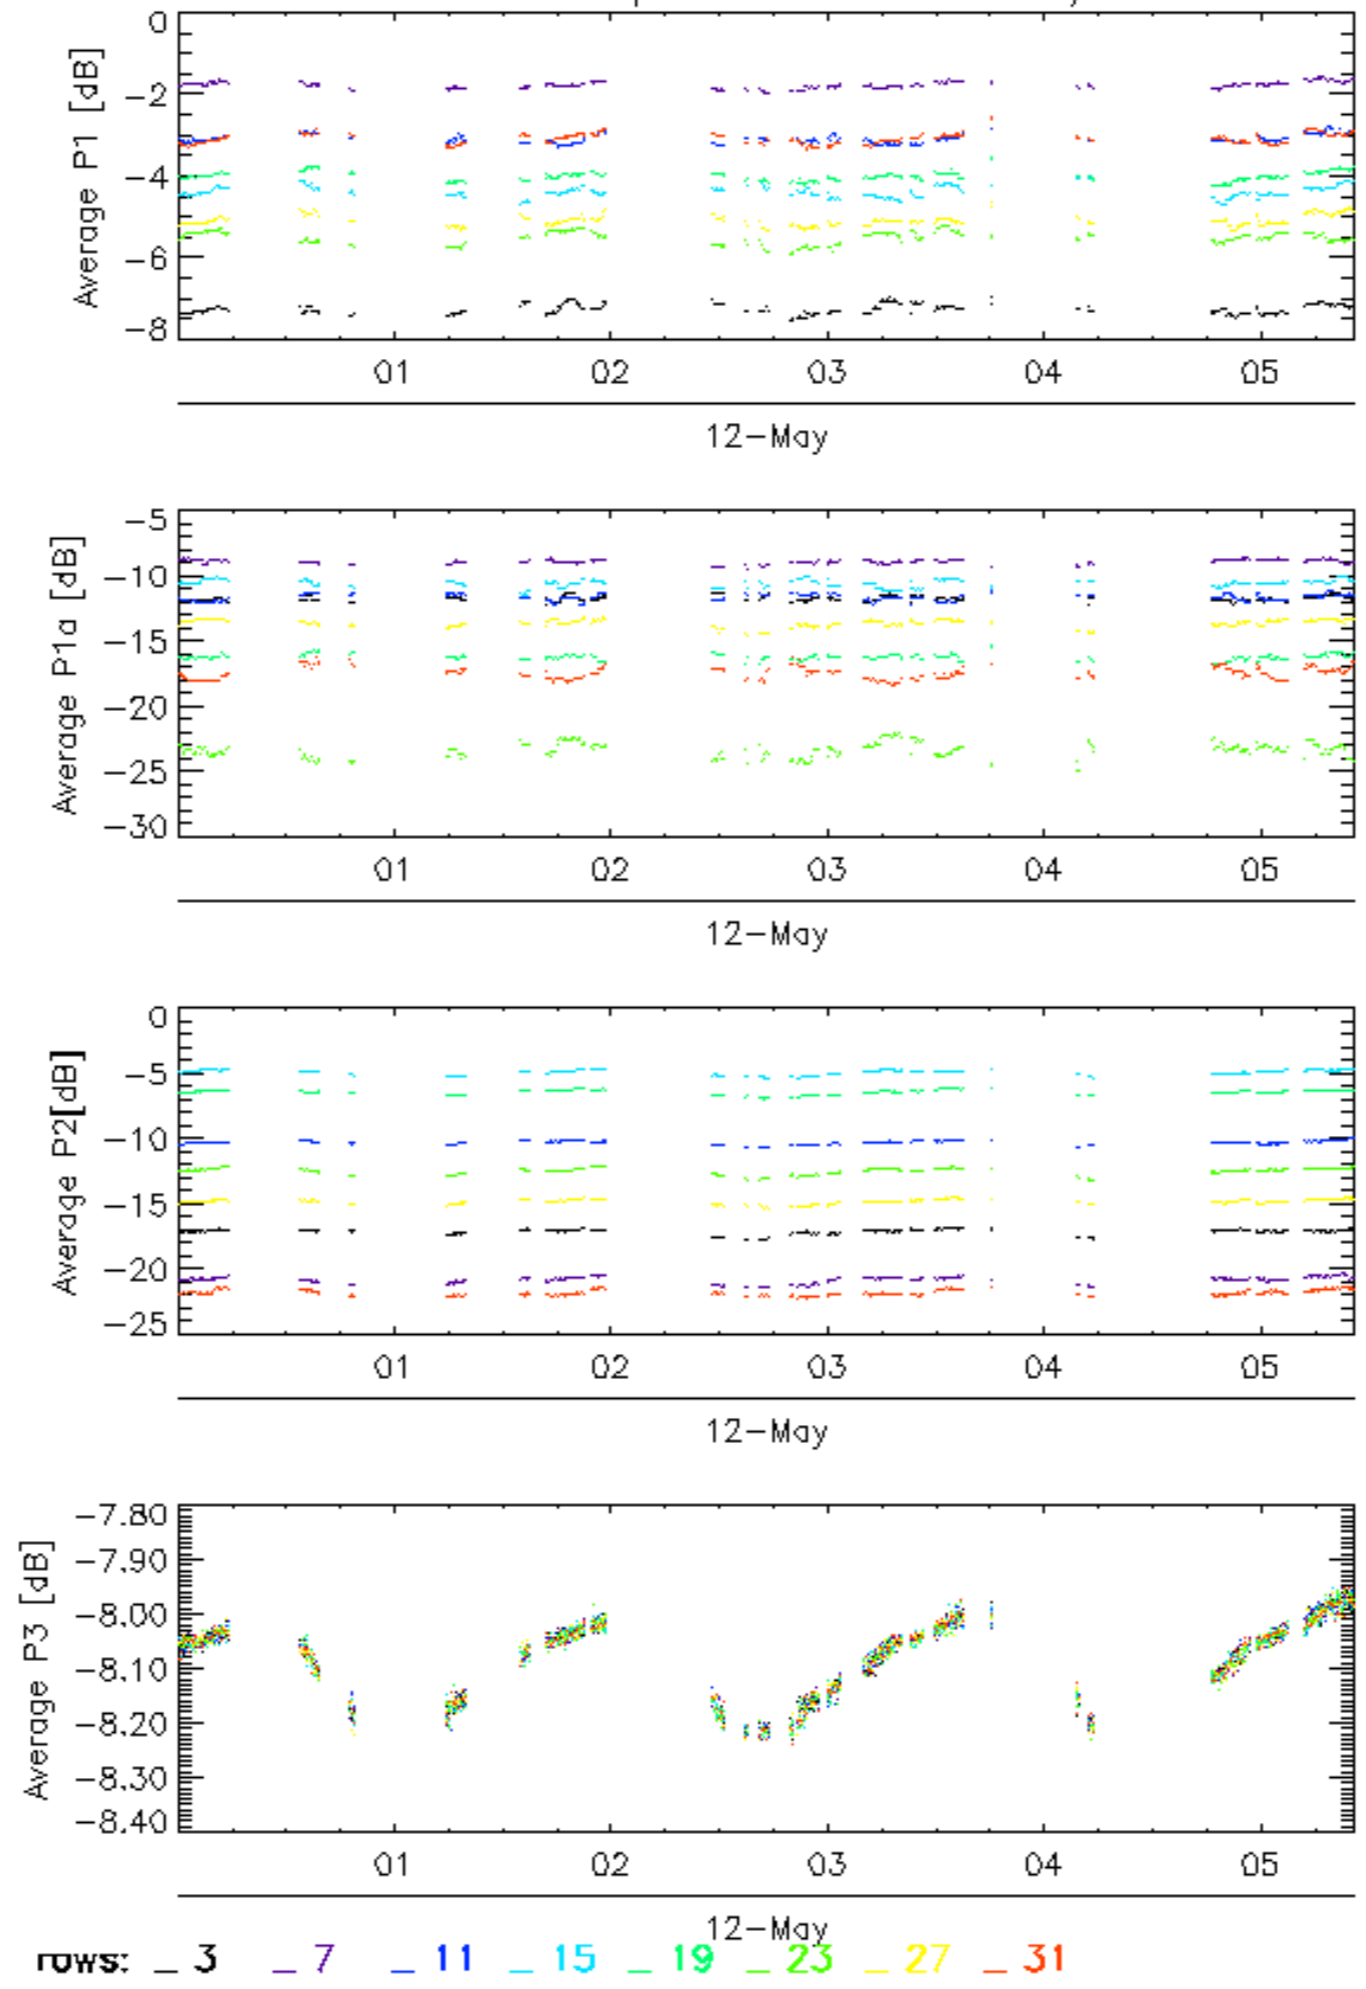 0
-2
-4
-6
-8
Average P1 [dB]
01 02 03 04 05
12-May
-5
-10
-15
-20
-25
-30
Average P1a [dB]
01 02 03 04 05
12-May
0
-5
-10
-15
-20
-25
Average P2[dB]
01 02 03 04 05
12-May
-7.80
-7.90
-8.00
-8.10
-8.20
-8.30
-8.40
Average P3 [dB]
01 02 03 04 05
12-May
rows: _ 3 _ 7 _ 11 _ 15 _ 19 _ 23 _ 27 _ 31